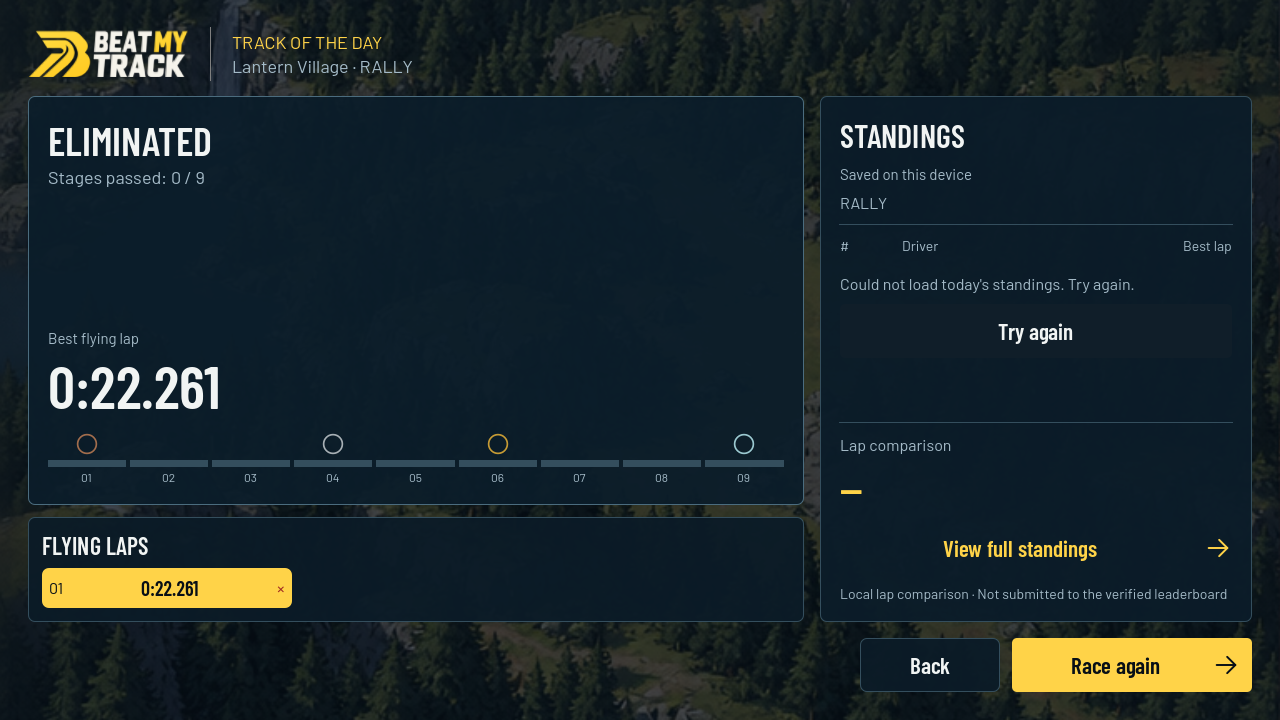 BEAT MY
TRACK
TRACK OF THE DAY
Lantern Village · RALLY
ELIMINATED
Stages passed: 0 / 9
Best flying lap
0:22.261
01 02 03 04 05 06 07 08 09
FLYING LAPS
01 0:22.261 ×
STANDINGS
Saved on this device
RALLY
# Driver Best lap
Could not load today's standings. Try again.
Try again
Lap comparison
–
View full standings
Local lap comparison · Not submitted to the verified leaderboard
Back
Race again